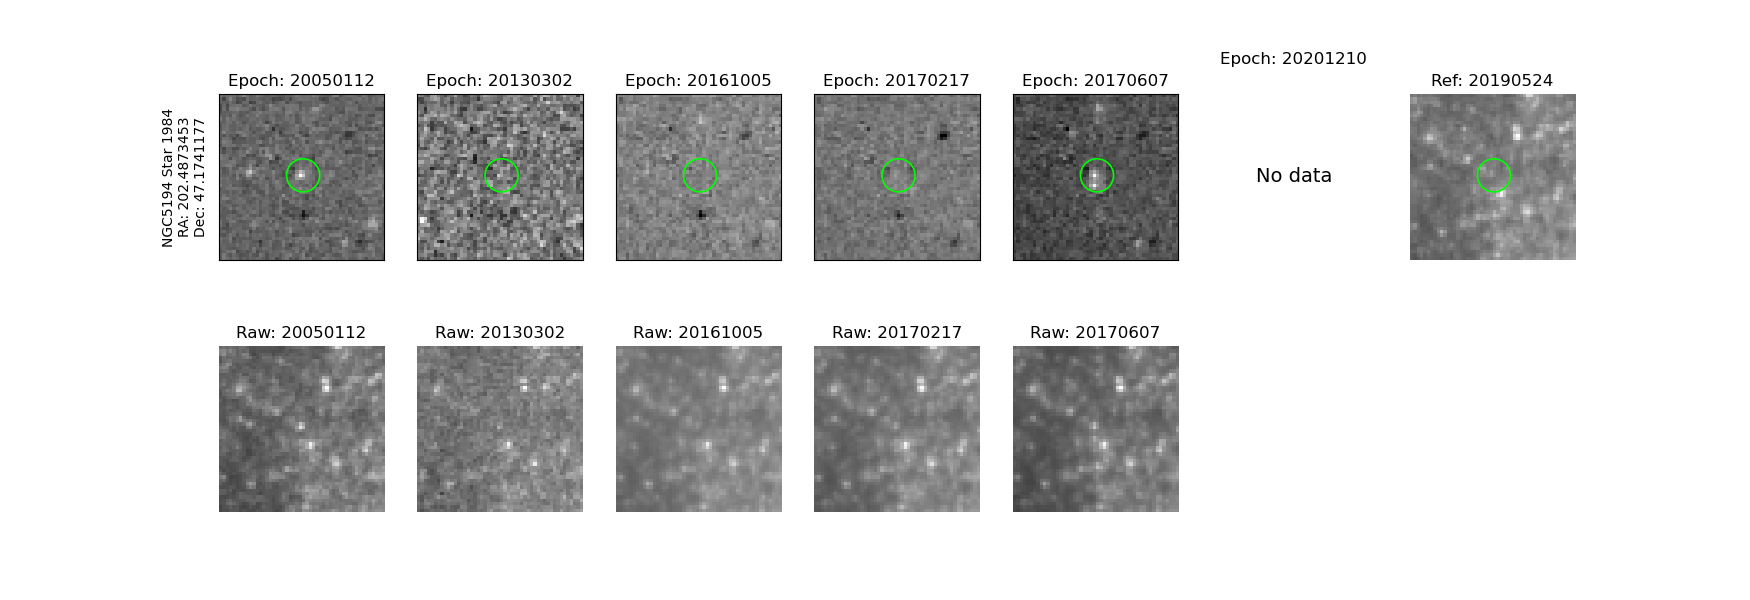 Epoch: 20201210
Epoch: 20050112
Epoch: 20130302
Epoch: 20161005
Epoch: 20170217
Epoch: 20170607
Ref: 20190524
NGC5194 Star 1984
RA: 202.4873453
Dec: 47.1741177
No data
Raw: 20050112
Raw: 20130302
Raw: 20161005
Raw: 20170217
Raw: 20170607